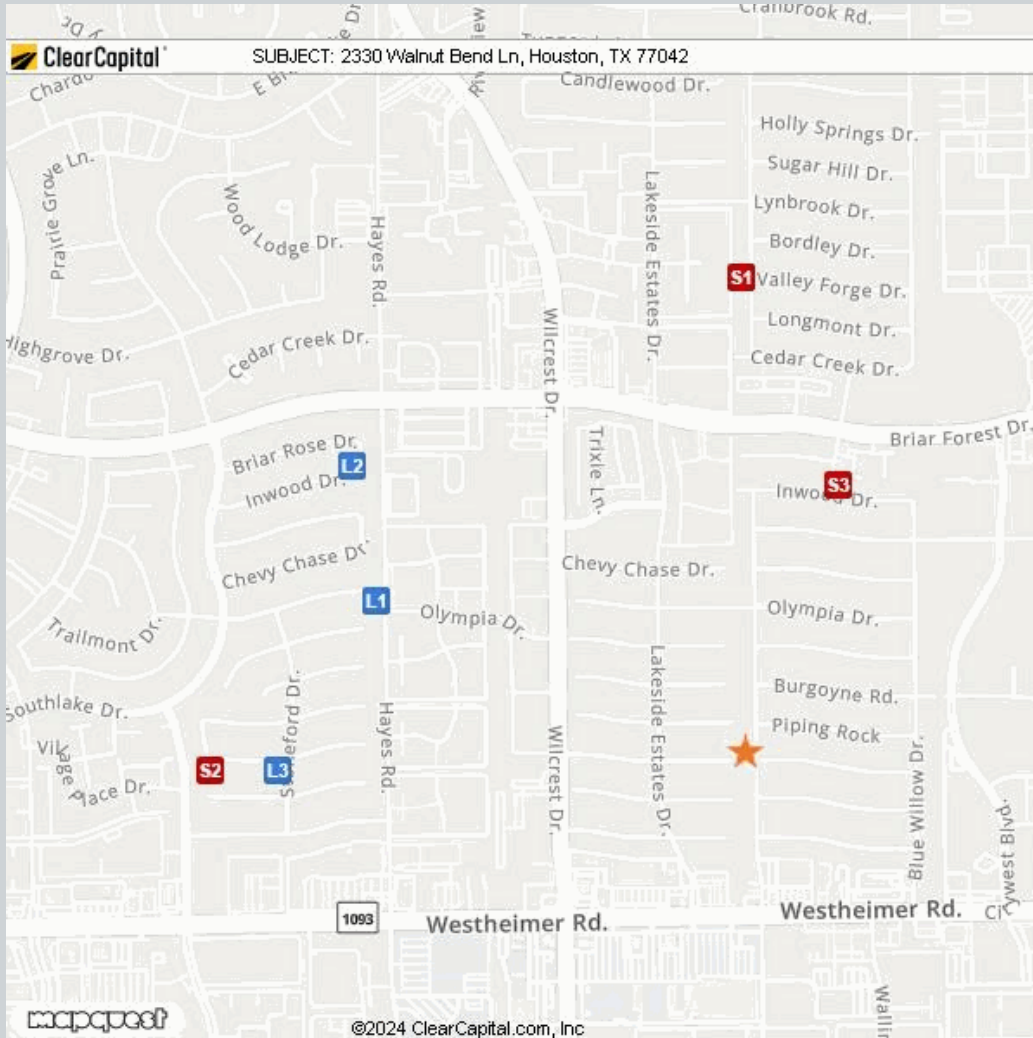 Cranbrook Rd.
ClearCapital
SUBJECT: 2330 Walnut Bend Ln, Houston, TX 77042
Candlewood Dr.
Holly Springs Dr.
Prairie Grove Ln.
Sugar Hill Dr.
Wood Lodge Dr.
Lakeside Estates Dr.
Lynbrook Dr.
Hayes Rd.
Bordley Dr.
S1
Valley Forge Dr.
Longmont Dr.
Highgrove Dr.
Cedar Creek Dr.
Wilcrest Dr.
Cedar Creek Dr.
Briar Forest Dr.
Briar Rose Dr.
L2
Trixie Ln.
Inwood Dr.
S3
Inwood Dr.
Chevy Chase Dr.
Chevy Chase Dr.
L1
Olympia Dr.
Olympia Dr.
Trailmont Dr.
Lakeside Estates Dr.
Burgoyne Rd.
Southlake Dr.
Hayes Rd.
Piping Rock
Village Place Dr.
S2
L3
Wilcrest Dr.
Blue Willow Dr.
1093
Westheimer Rd.
Westheimer Rd.
mapquest
©2024 ClearCapital.com, Inc